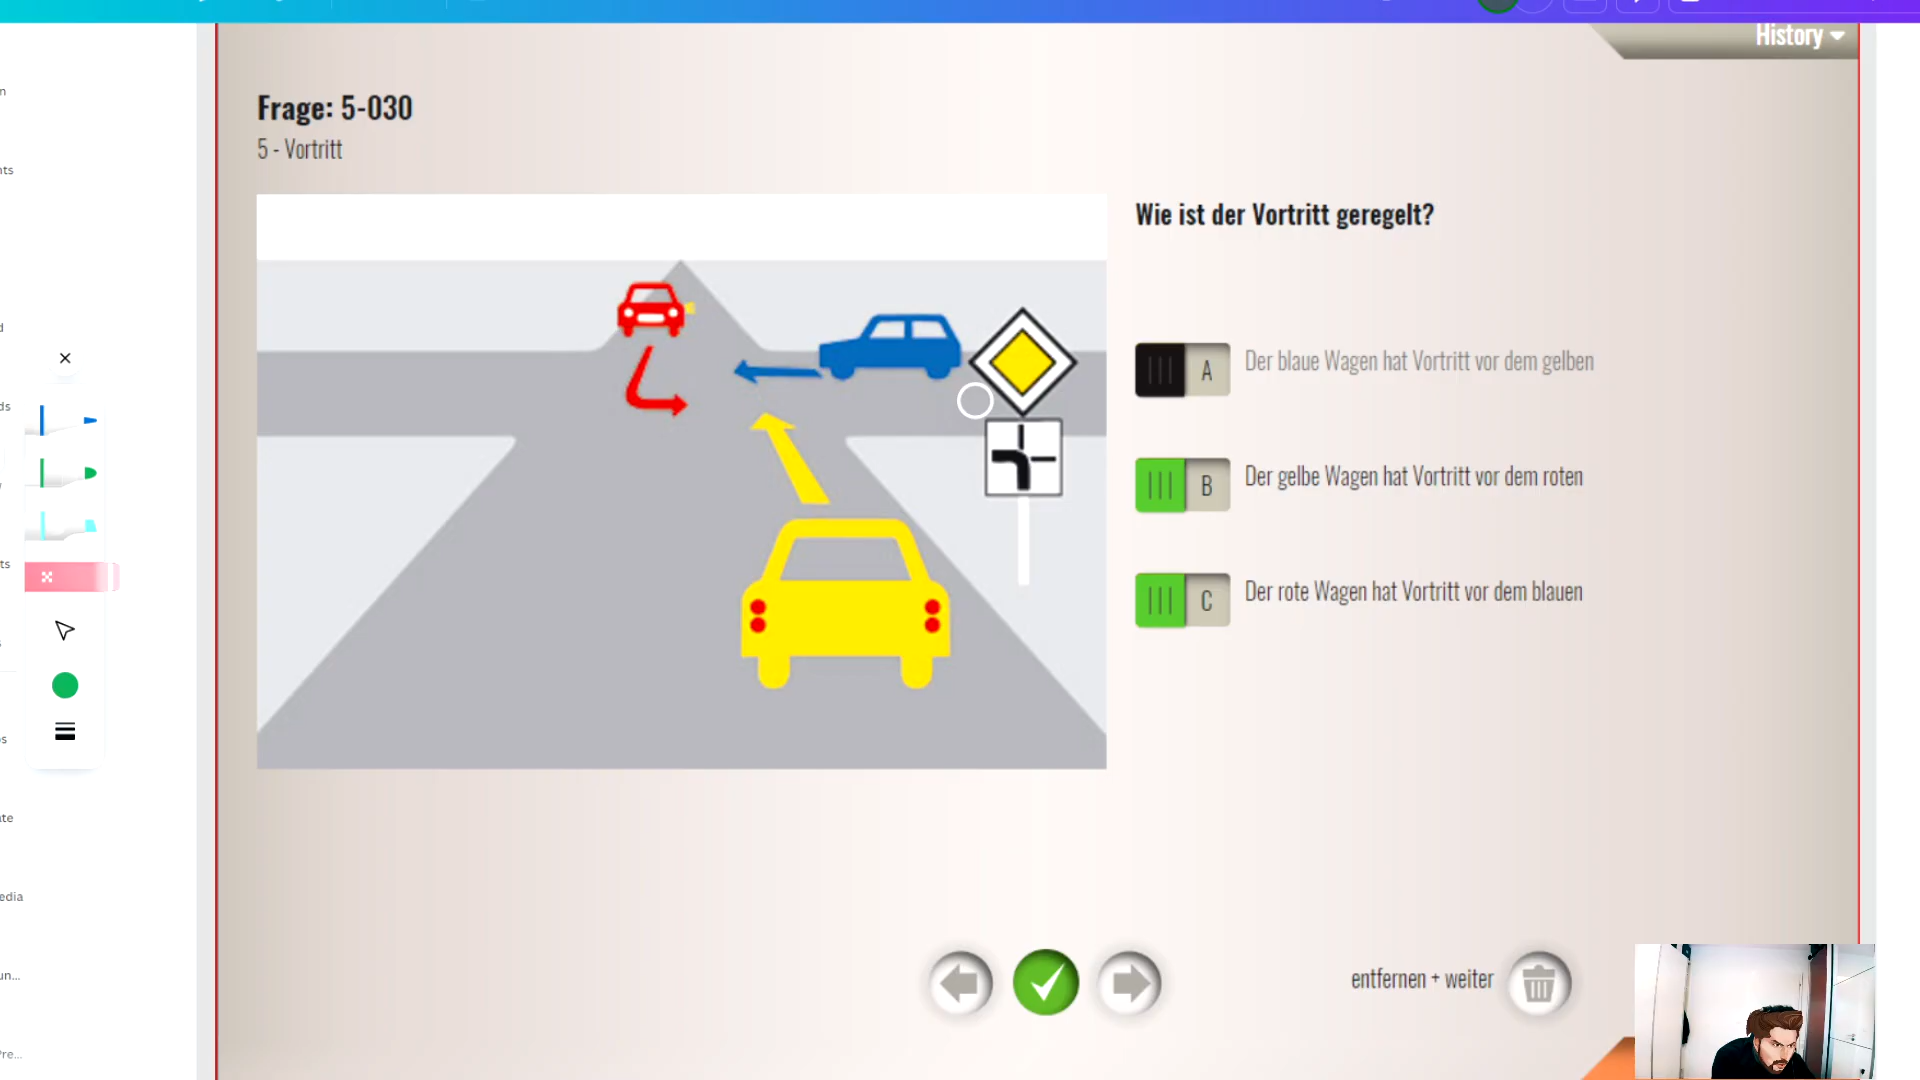 History
Frage: 5-030
5 - Vortritt
Wie ist der Vortritt geregelt?
A Der blaue Wagen hat Vortritt vor dem gelben
B Der gelbe Wagen hat Vortritt vor dem roten
C Der rote Wagen hat Vortritt vor dem blauen
entfernen + weiter